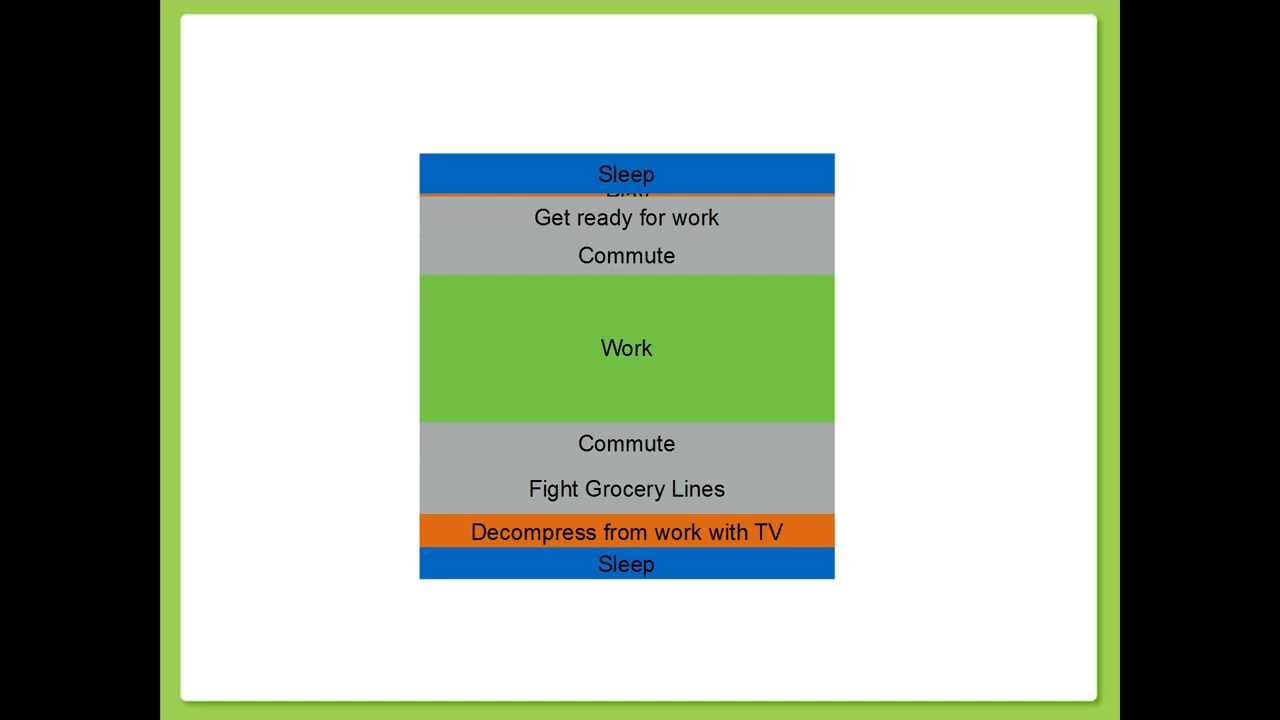 Sleep
Get ready for work
Commute
Work
Commute
Fight Grocery Lines
Decompress from work with TV
Sleep